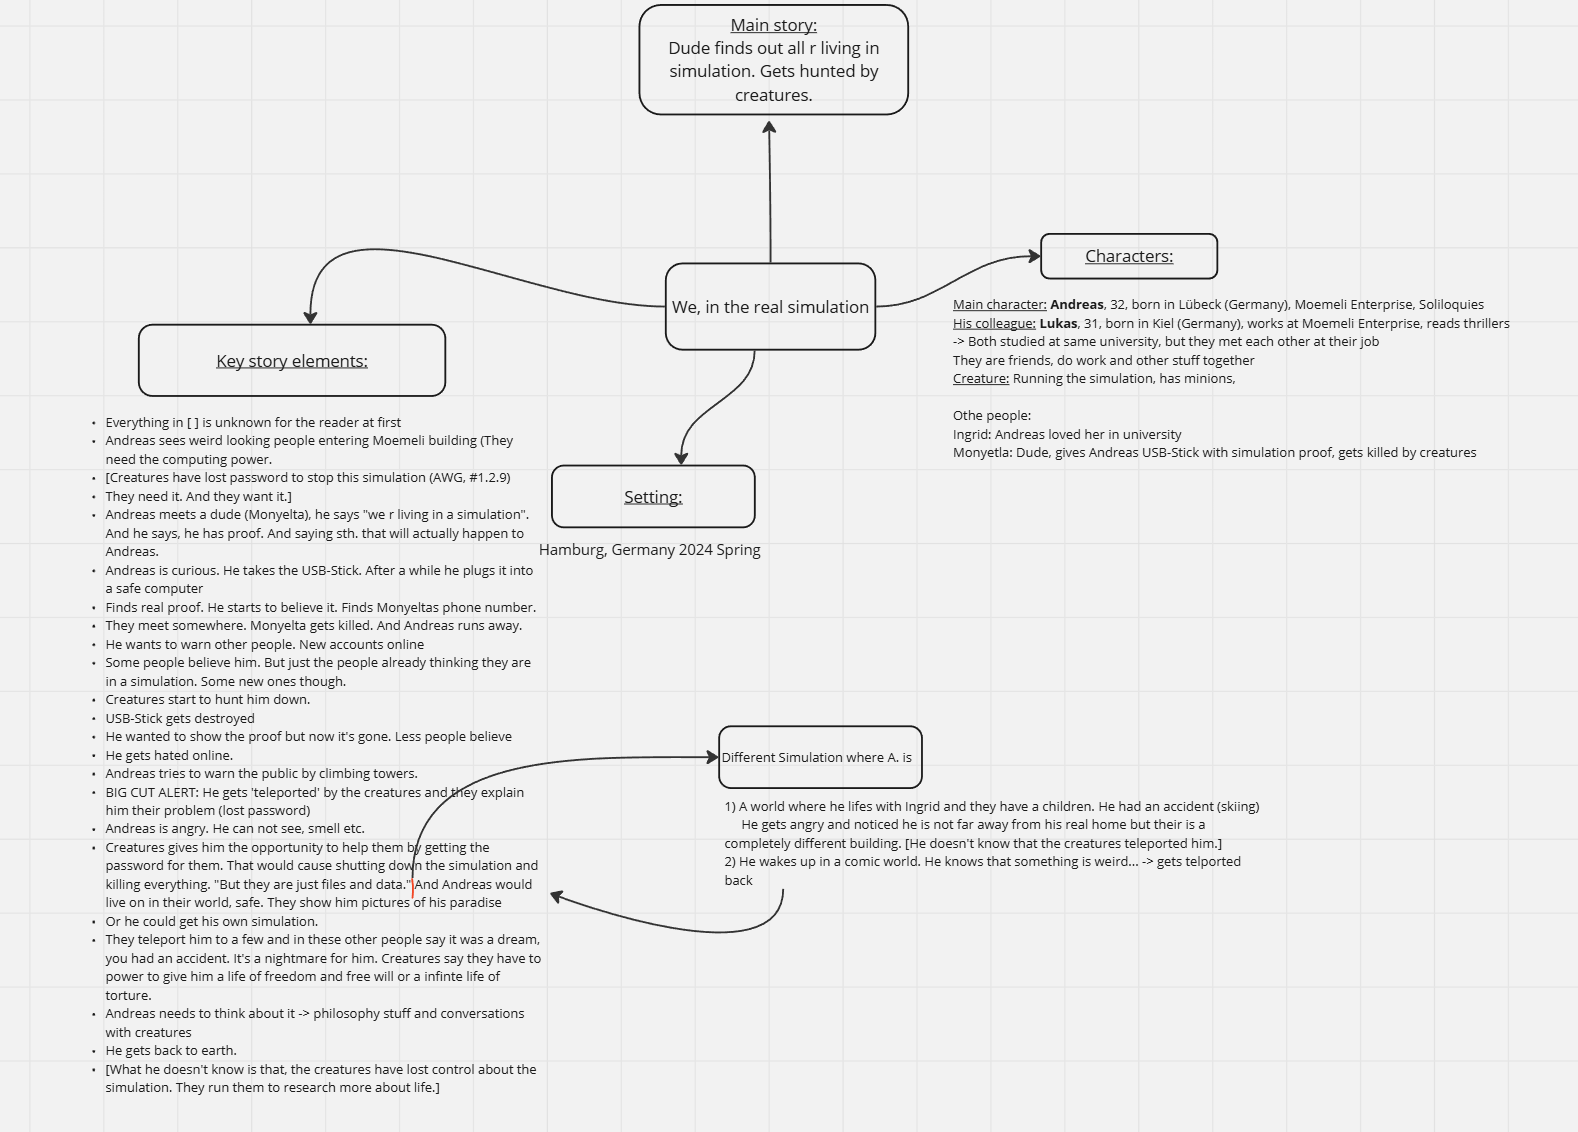 Main story:
Dude finds out all r living in
simulation. Gets hunted by
creatures.
We, in the real simulation
Characters:
Main character: Andreas, 32, born in Lübeck (Germany), Moemeli Enterprise, Soliloquies
His colleague: Lukas, 31, born in Kiel (Germany), works at Moemeli Enterprise, reads thrillers
-> Both studied at same university, but they met each other at their job
They are friends, do work and other stuff together
Creature: Running the simulation, has minions,
Othe people:
Ingrid: Andreas loved her in university
Monyetla: Dude, gives Andreas USB-Stick with simulation proof, gets killed by creatures
Key story elements:
• Everything in [ ] is unknown for the reader at first
• Andreas sees weird looking people entering Moemeli building (They
need the computing power.
• [Creatures have lost password to stop this simulation (AWG, #1.2.9)
• They need it. And they want it.]
• Andreas meets a dude (Monyelta), he says "we r living in a simulation".
And he says, he has proof. And saying sth. that will actually happen to
Andreas.
• Andreas is curious. He takes the USB-Stick. After a while he plugs it into
a safe computer
• Finds real proof. He starts to believe it. Finds Monyeltas phone number.
• They meet somewhere. Monyelta gets killed. And Andreas runs away.
• He wants to warn other people. New accounts online
• Some people believe him. But just the people already thinking they are
in a simulation. Some new ones though.
• Creatures start to hunt him down.
• USB-Stick gets destroyed
• He wanted to show the proof but now it's gone. Less people believe
• He gets hated online.
• Andreas tries to warn the public by climbing towers.
• BIG CUT ALERT: He gets 'teleported' by the creatures and they explain
him their problem (lost password)
• Andreas is angry. He can not see, smell etc.
• Creatures gives him the opportunity to help them by getting the
password for them. That would cause shutting down the simulation and
killing everything. "But they are just files and data." And Andreas would
live on in their world, safe. They show him pictures of his paradise
• Or he could get his own simulation.
• They teleport him to a few and in these other people say it was a dream,
you had an accident. It's a nightmare for him. Creatures say they have to
power to give him a life of freedom and free will or a infinte life of
torture.
• Andreas needs to think about it -> philosophy stuff and conversations
with creatures
• He gets back to earth.
• [What he doesn't know is that, the creatures have lost control about the
simulation. They run them to research more about life.]
Setting:
Hamburg, Germany 2024 Spring
Different Simulation where A. is
1) A world where he lifes with Ingrid and they have a children. He had an accident (skiing)
He gets angry and noticed he is not far away from his real home but their is a
completely different building. [He doesn't know that the creatures teleported him.]
2) He wakes up in a comic world. He knows that something is weird... -> gets telported
back